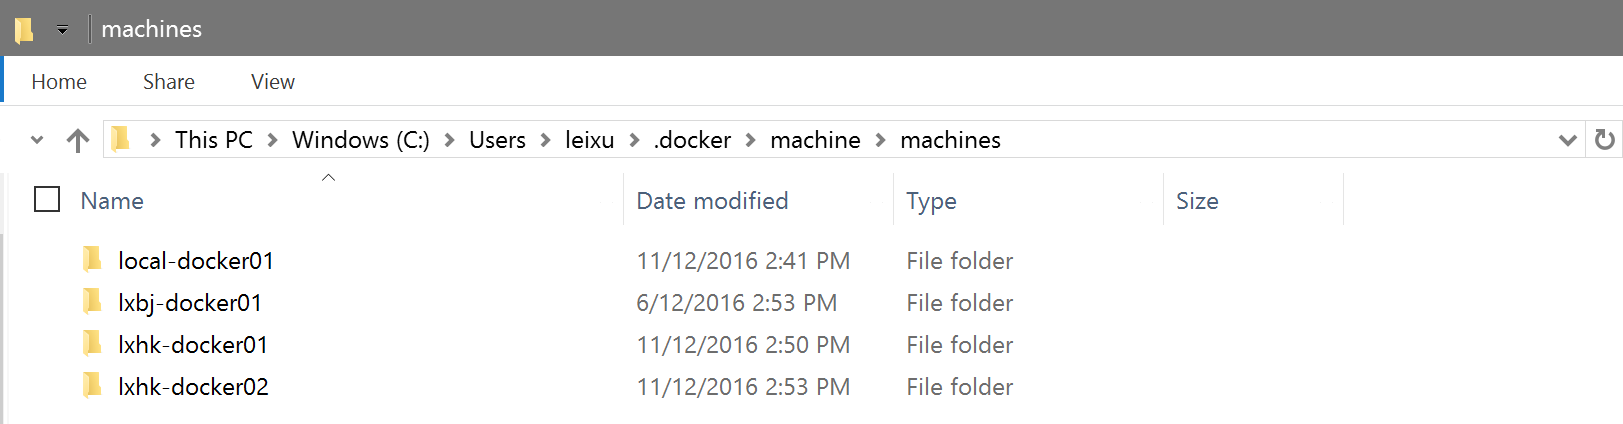 machines
Home Share View
This PC Windows (C:) Users leixu .docker machine machines
Name Date modified Type Size
local-docker01 11/12/2016 2:41 PM File folder
lxbj-docker01 6/12/2016 2:53 PM File folder
lxhk-docker01 11/12/2016 2:50 PM File folder
lxhk-docker02 11/12/2016 2:53 PM File folder